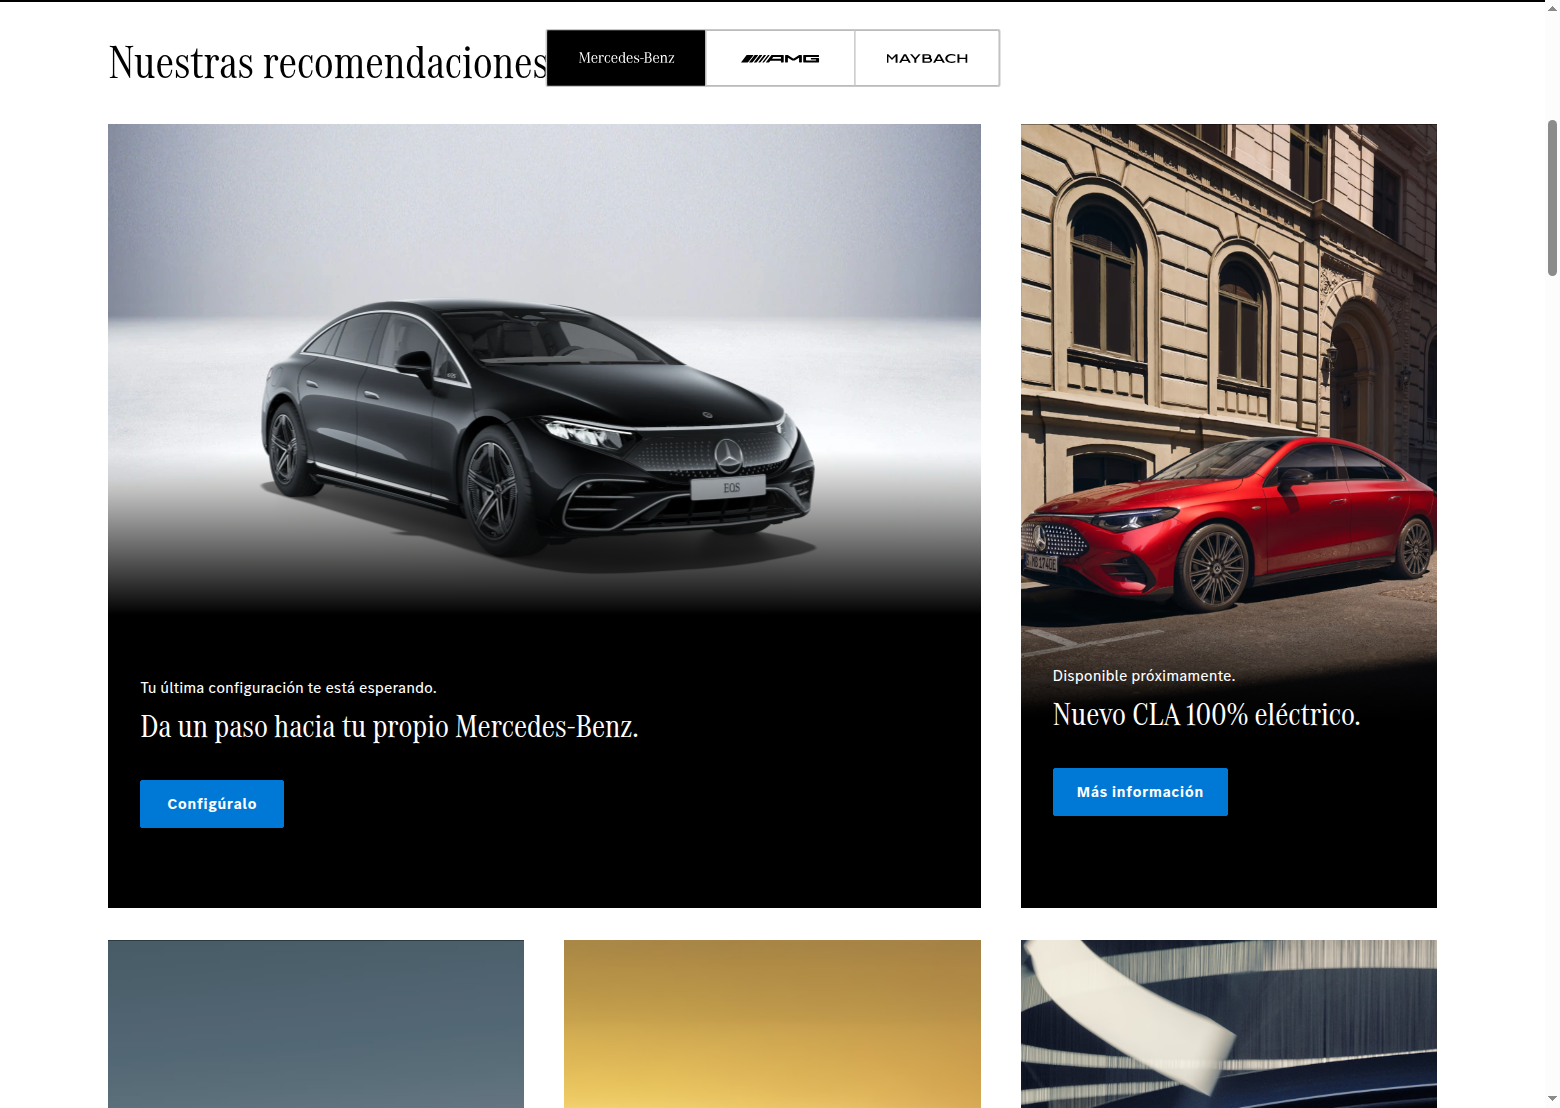 Nuestras recomendaciones
Mercedes-Benz
AMG
MAYBACH
EQS
Tu última configuración te está esperando.
Da un paso hacia tu propio Mercedes-Benz.
Configúralo
Disponible próximamente.
Nuevo CLA 100% eléctrico.
Más información